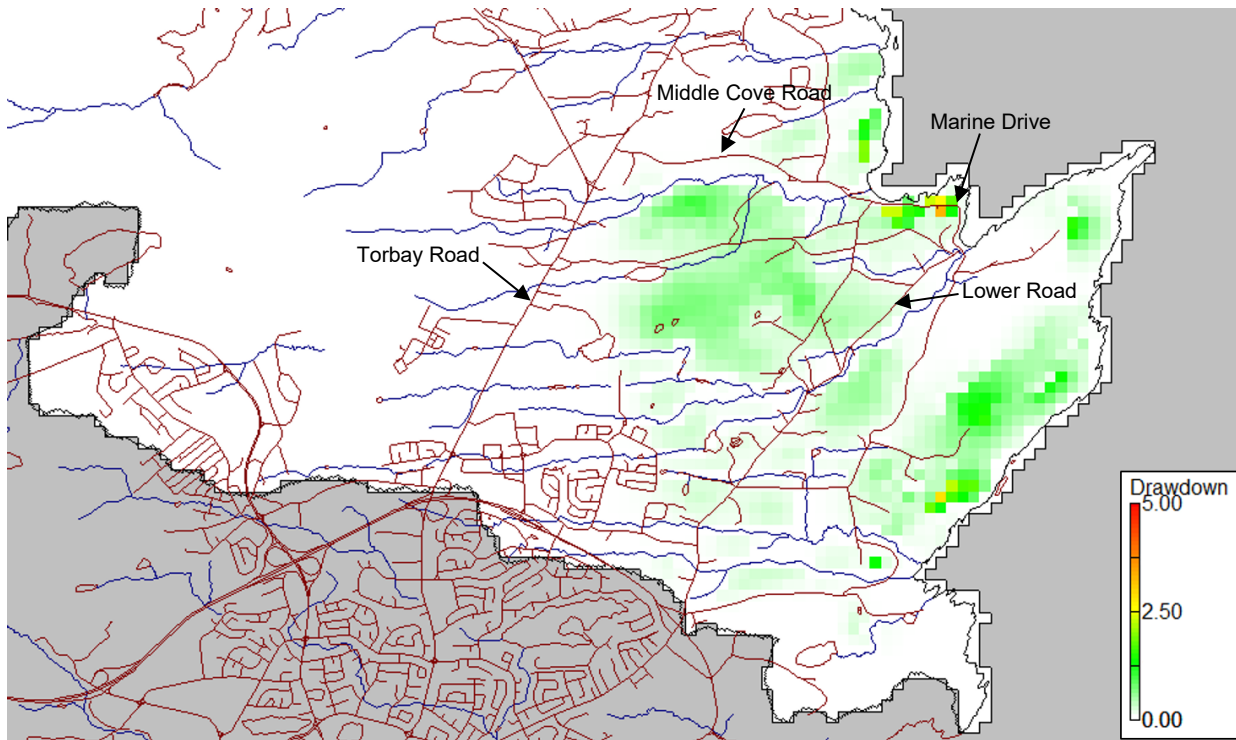 Middle Cove Road
Marine Drive
Torbay Road
Lower Road
Drawdown
5.00
2.50
0.00